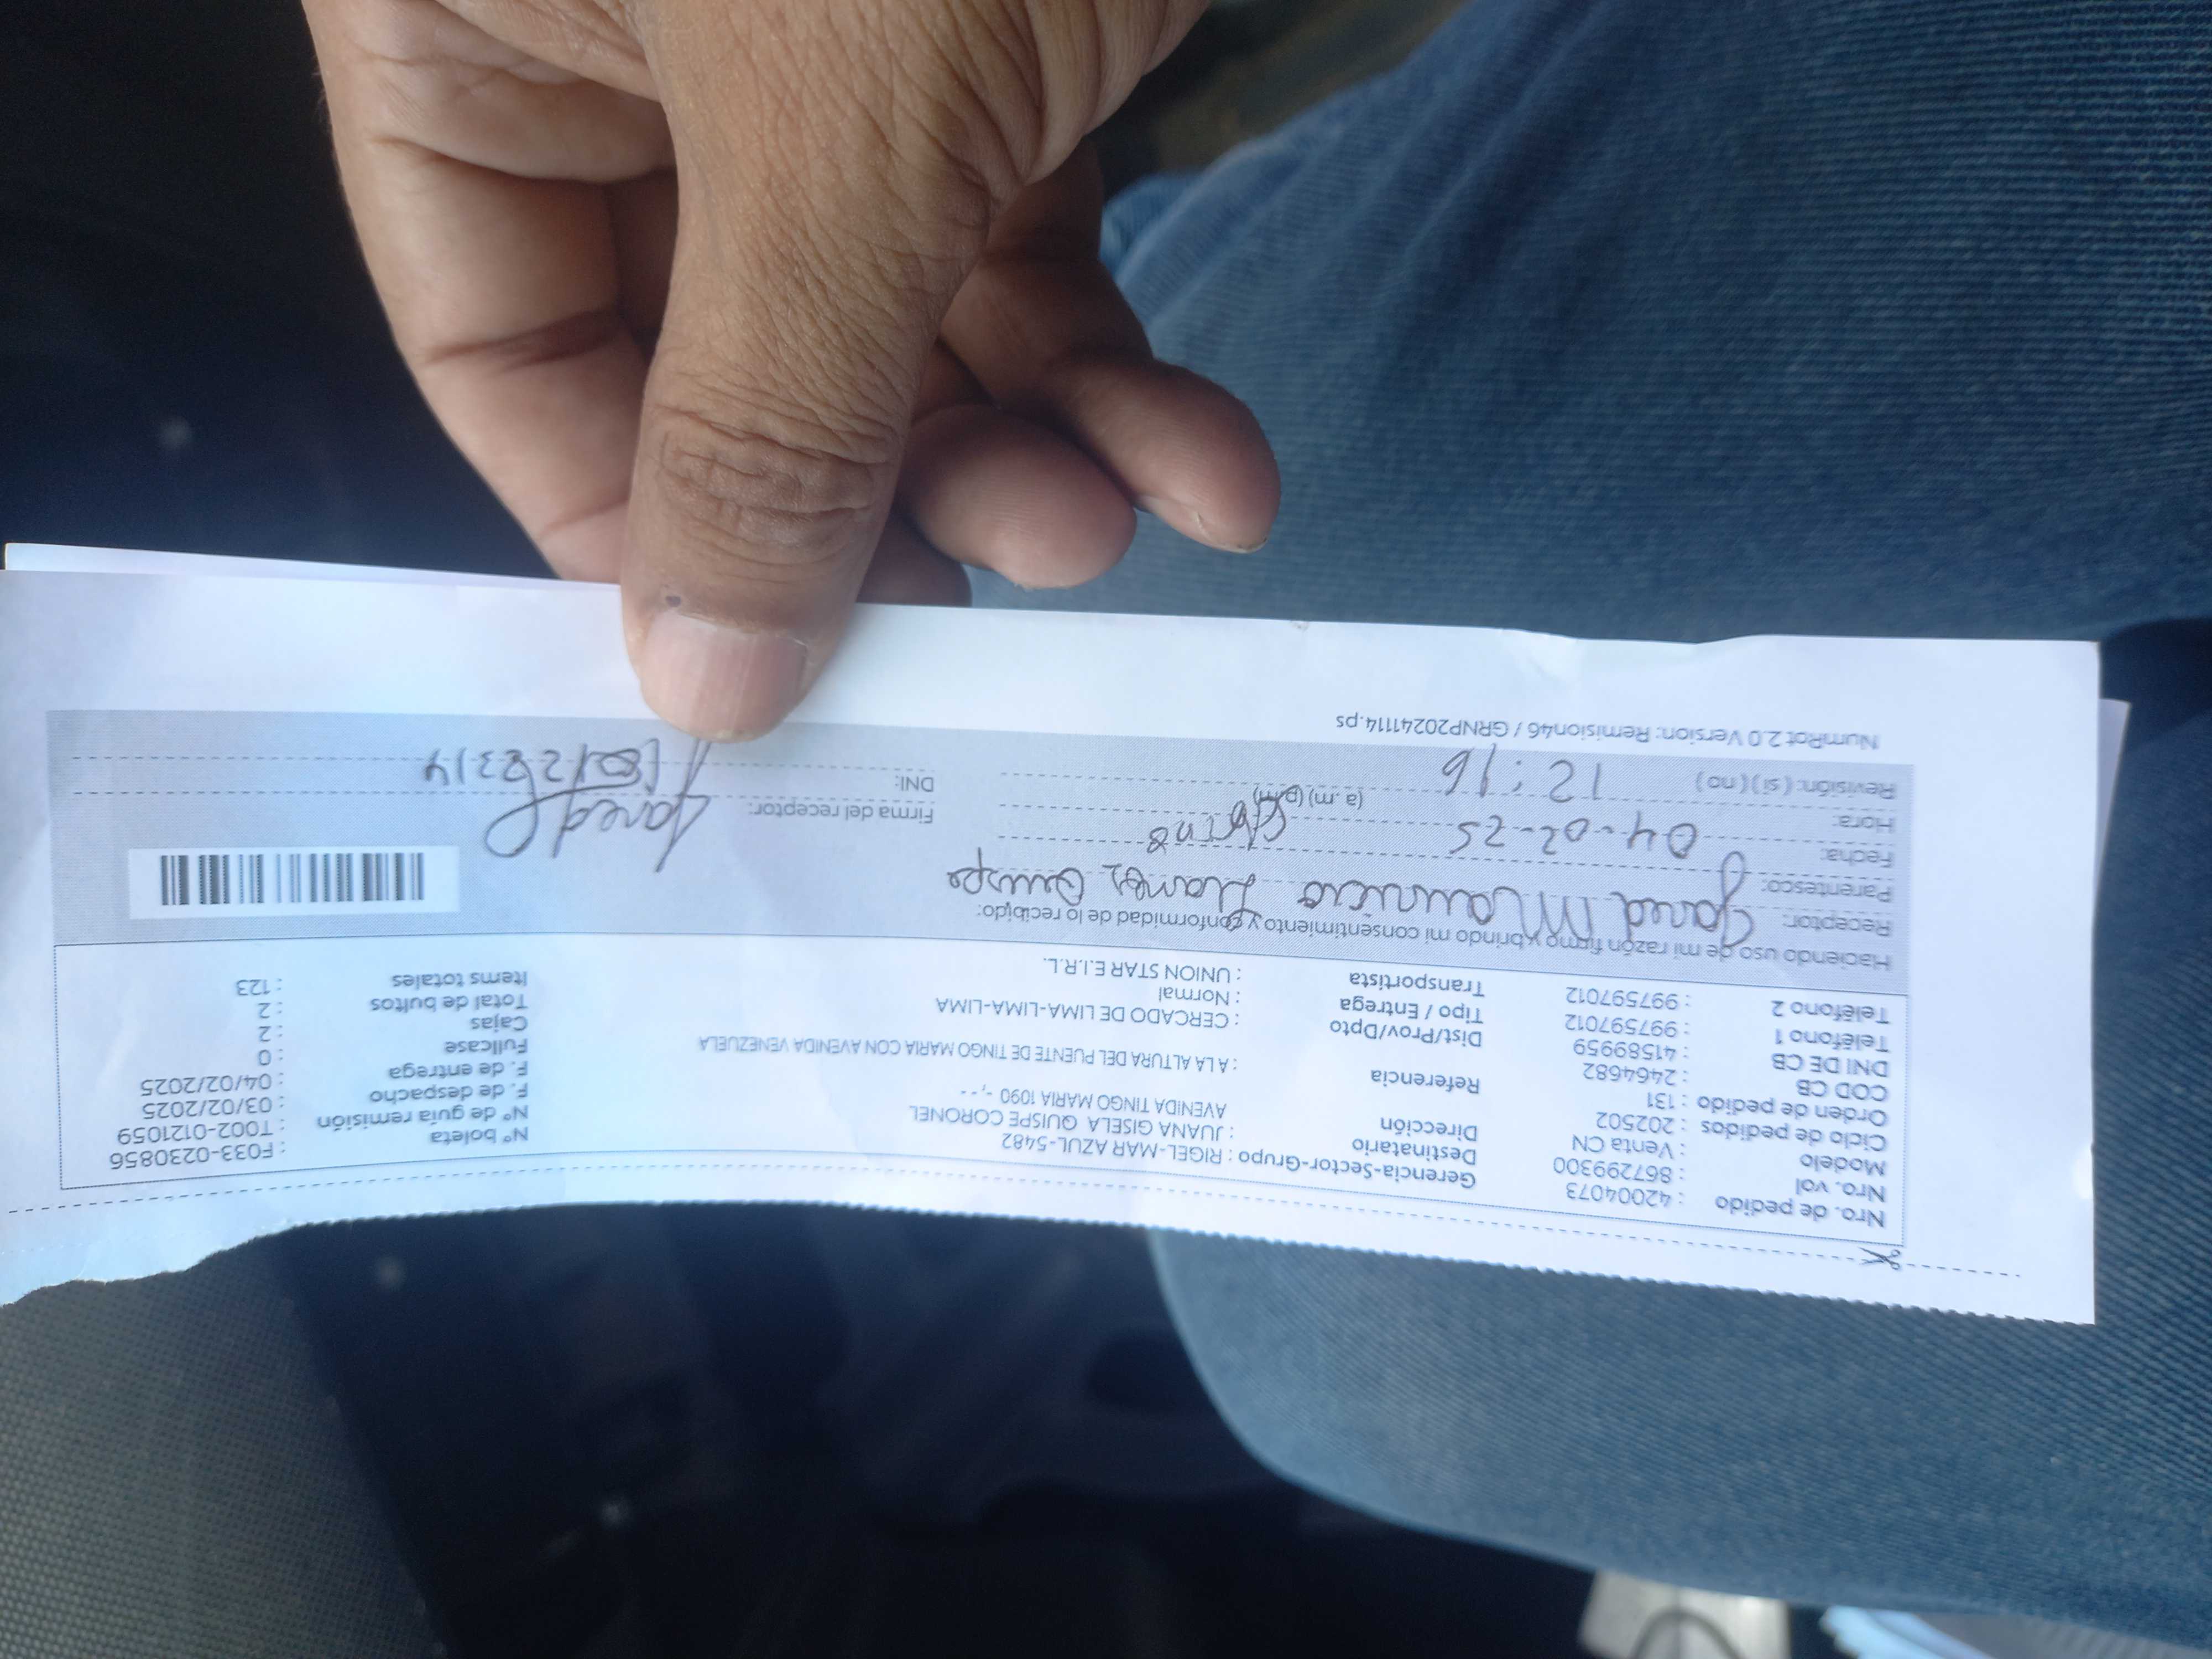 Nro. de pedido : 42004073
Nro. vol : 867299300
Modelo : Venta CN
Ciclo de pedidos : 202502
Orden de pedido : 131
COD CB : 2464682
DNI DE CB : 41589959
Teléfono 1 : 997597012
Teléfono 2 : 997597012
Gerencia-Sector-Grupo : RIGEL-MAR AZUL-5482
Destinatario : JUANA GISELA QUISPE CORONEL
Dirección AVENIDA TINGO MARIA 1090 -,--
Referencia : A LA ALTURA DEL PUENTE DE TINGO MARIA CON AVENIDA VENEZUELA
Dist/Prov/Dpto : CERCADO DE LIMA-LIMA-LIMA
Tipo / Entrega : Normal
Transportista : UNION STAR E.I.R.L.
N° boleta : F033-0230856
N° de guía remisión : T002-0121059
F. de despacho : 03/02/2025
F. de entrega : 04/02/2025
Fullcase : 0
Cajas : 2
Total de bultos : 2
Items totales : 123
Haciendo uso de mi razón firmo y brindo mi consentimiento y conformidad de lo recibido:
Receptor: Jared Mauricio Llanos Quispe
Parentesco:
Fecha: 04-02-25
Hora: 12:16 (a.m) (p.m)
Revisión: ( si ) ( no )
Firma del receptor: Jared
DNI:
NumRot 2.0 Version: Remision46 / GRNP20241114.ps